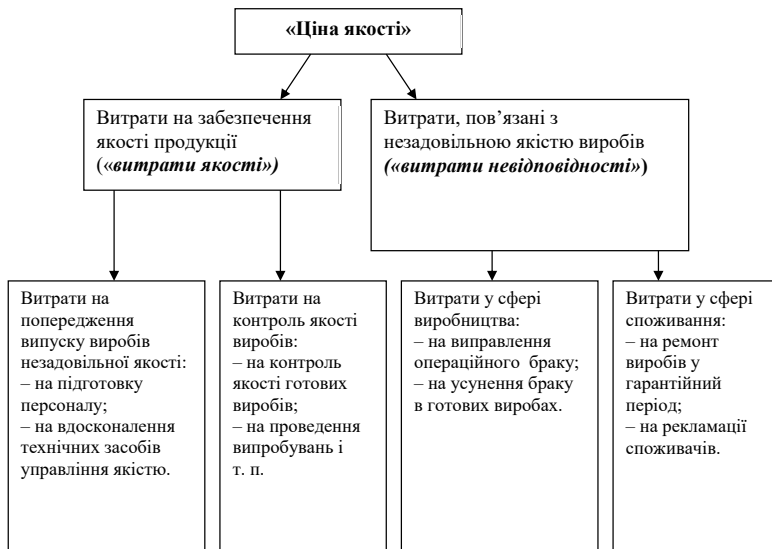 «Ціна якості»
Витрати на забезпечення
якості продукції
(«витрати якості»)
Витрати, пов’язані з
незадовільною якістю виробів
(«витрати невідповідності»)
Витрати на
попередження
випуску виробів
незадовільної якості:
– на підготовку
персоналу;
– на вдосконалення
технічних засобів
управління якістю.
Витрати на
контроль якості
виробів:
– на контроль
якості готових
виробів;
– на проведення
випробувань і
т. п.
Витрати у сфері
виробництва:
– на виправлення
операційного браку;
– на усунення браку
в готових виробах.
Витрати у сфері
споживання:
– на ремонт
виробів у
гарантійний
період;
– на рекламації
споживачів.